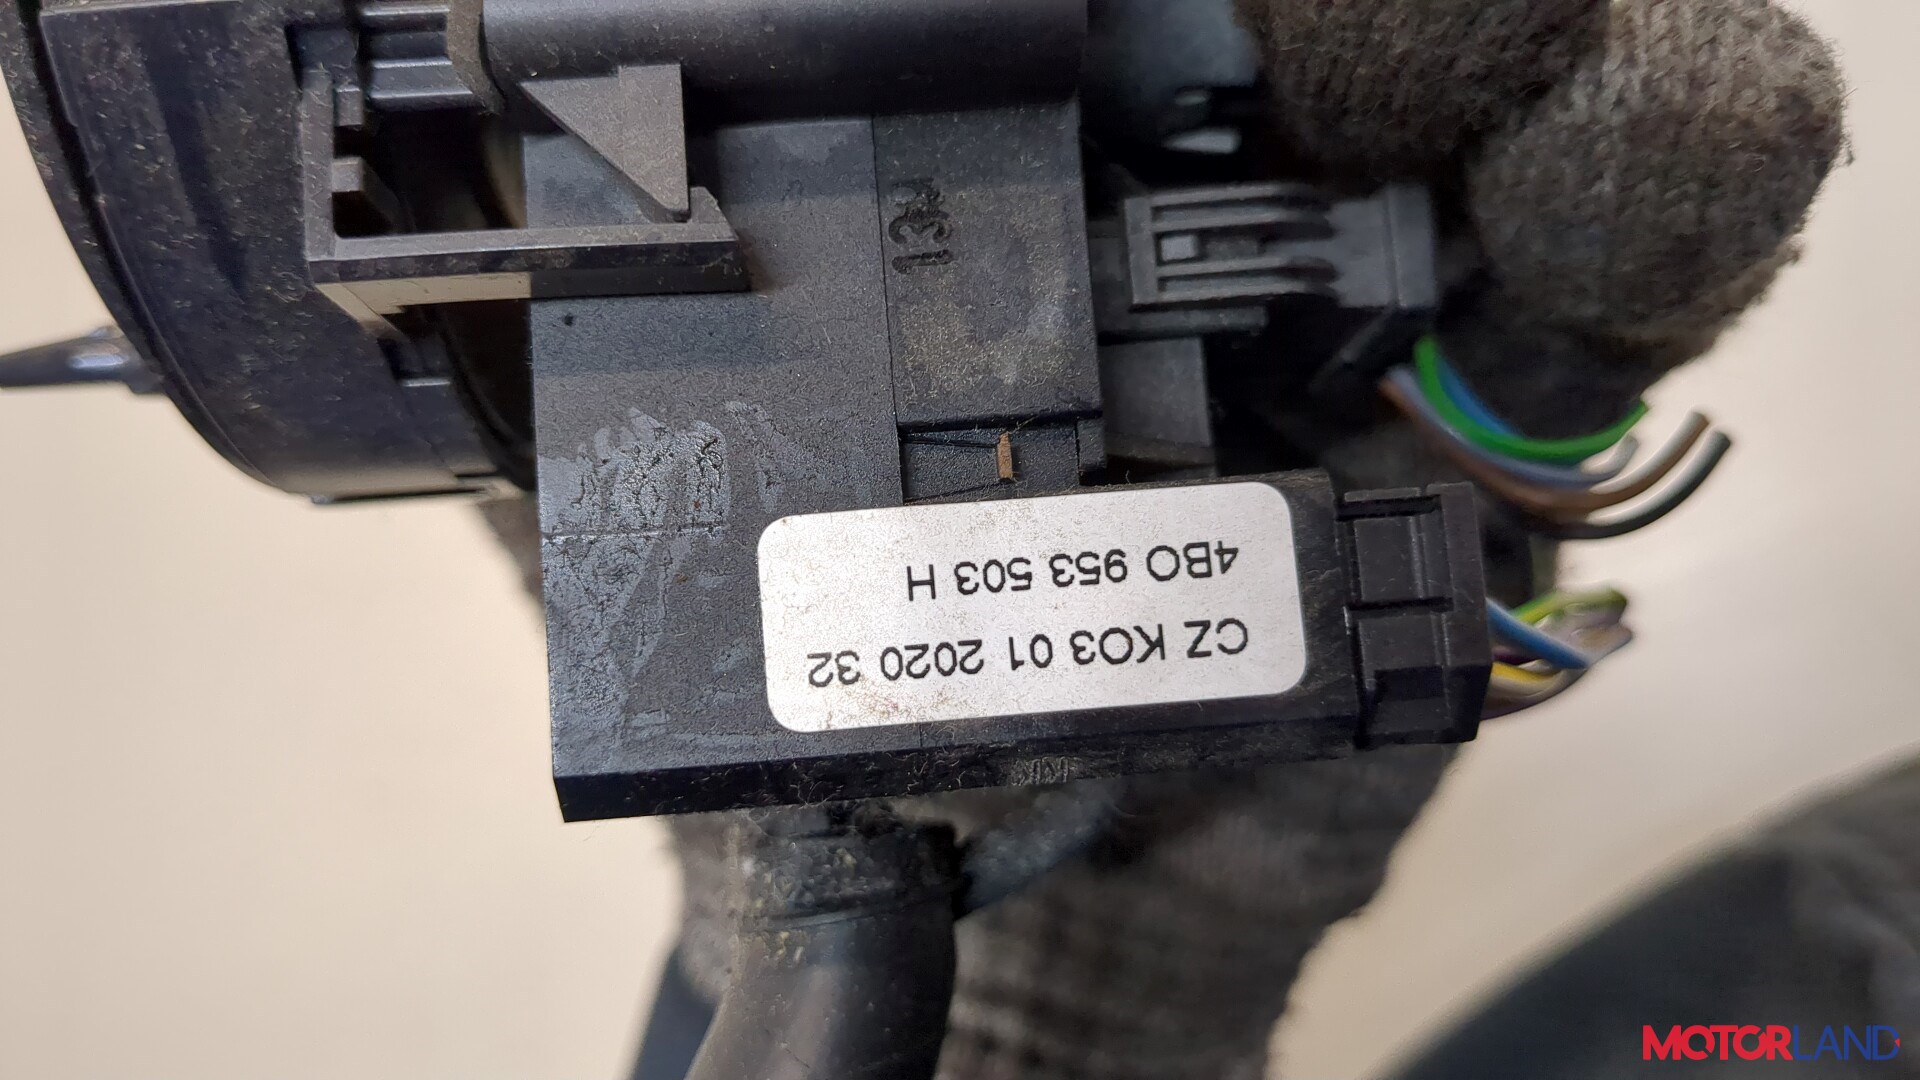 CZ KO3 01 2020 32
4BO 953 503 H
MOTORLAND